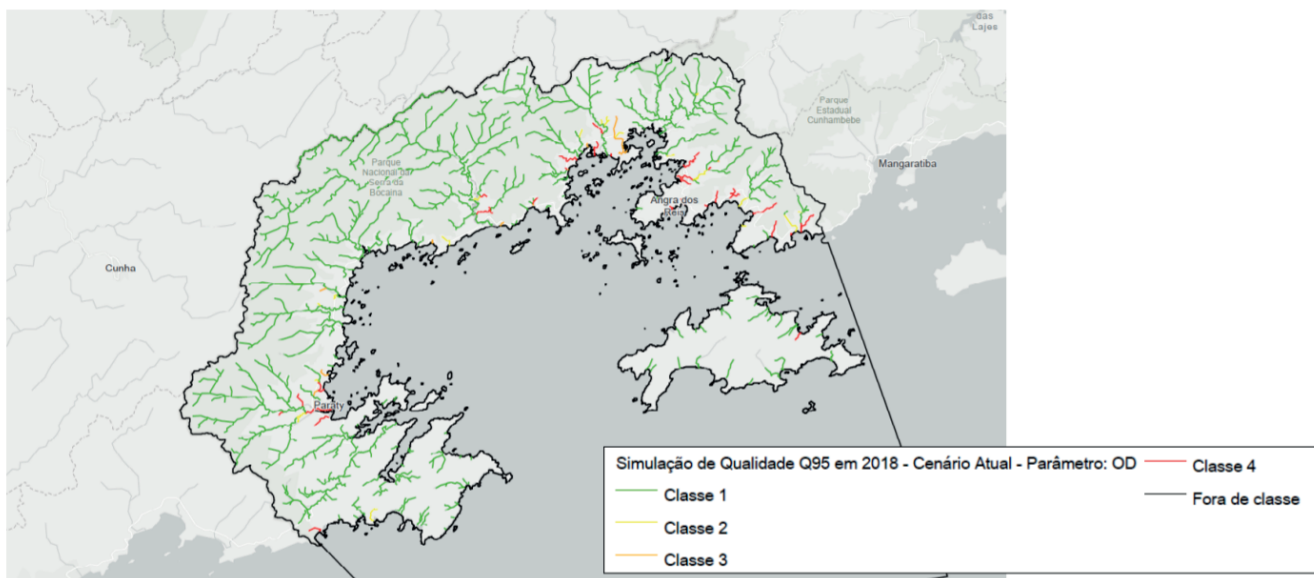 das
Lajes
Parque
Estadual
Cunhambebe
Mangaratiba
Parque
Nacional da
Serra da
Bocaina
Angra dos
Reis
Cunha
Paraty
Simulação de Qualidade Q95 em 2018 - Cenário Atual - Parâmetro: OD
Classe 1
Classe 2
Classe 3
Classe 4
Fora de classe